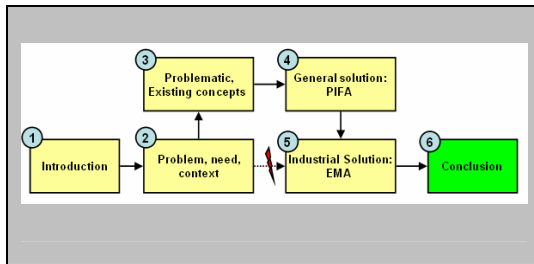 3
Problematic,
Existing concepts
4
General solution:
PIFA
1
Introduction
2
Problem, need,
context
5
Industrial Solution:
EMA
6
Conclusion